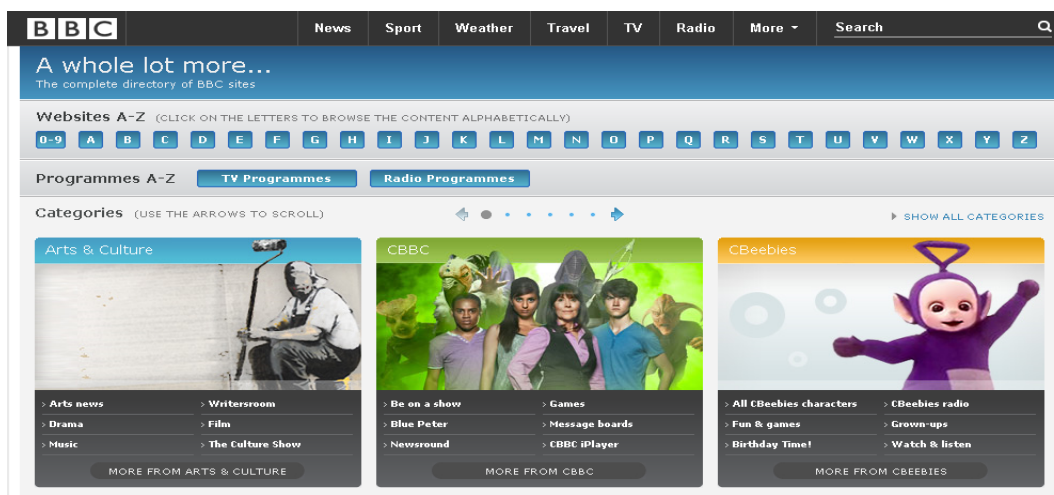 BBC News Sport Weather Travel TV Radio More Search
A whole lot more...
The complete directory of BBC sites
Websites A-Z (CLICK ON THE LETTERS TO BROWSE THE CONTENT ALPHABETICALLY)
0-9 A B C D E F G H I J K L M N O P Q R S T U V W X Y Z
Programmes A-Z TV Programmes Radio Programmes
Categories (USE THE ARROWS TO SCROLL) SHOW ALL CATEGORIES
Arts & Culture CBBC CBeebies
› Arts news › Writersroom › Be on a show › Games › All CBeebies characters › CBeebies radio
› Drama › Film › Blue Peter › Message boards › Fun & games › Grown-ups
› Music › The Culture Show › Newsround › CBBC iPlayer › Birthday Time! › Watch & listen
MORE FROM ARTS & CULTURE MORE FROM CBBC MORE FROM CBEEBIES